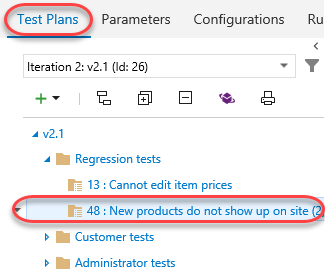 Test Plans Parameters Configurations
Iteration 2: v2.1 (Id: 26)
v2.1
Regression tests
13 : Cannot edit item prices
48 : New products do not show up on site (2
Customer tests
Administrator tests